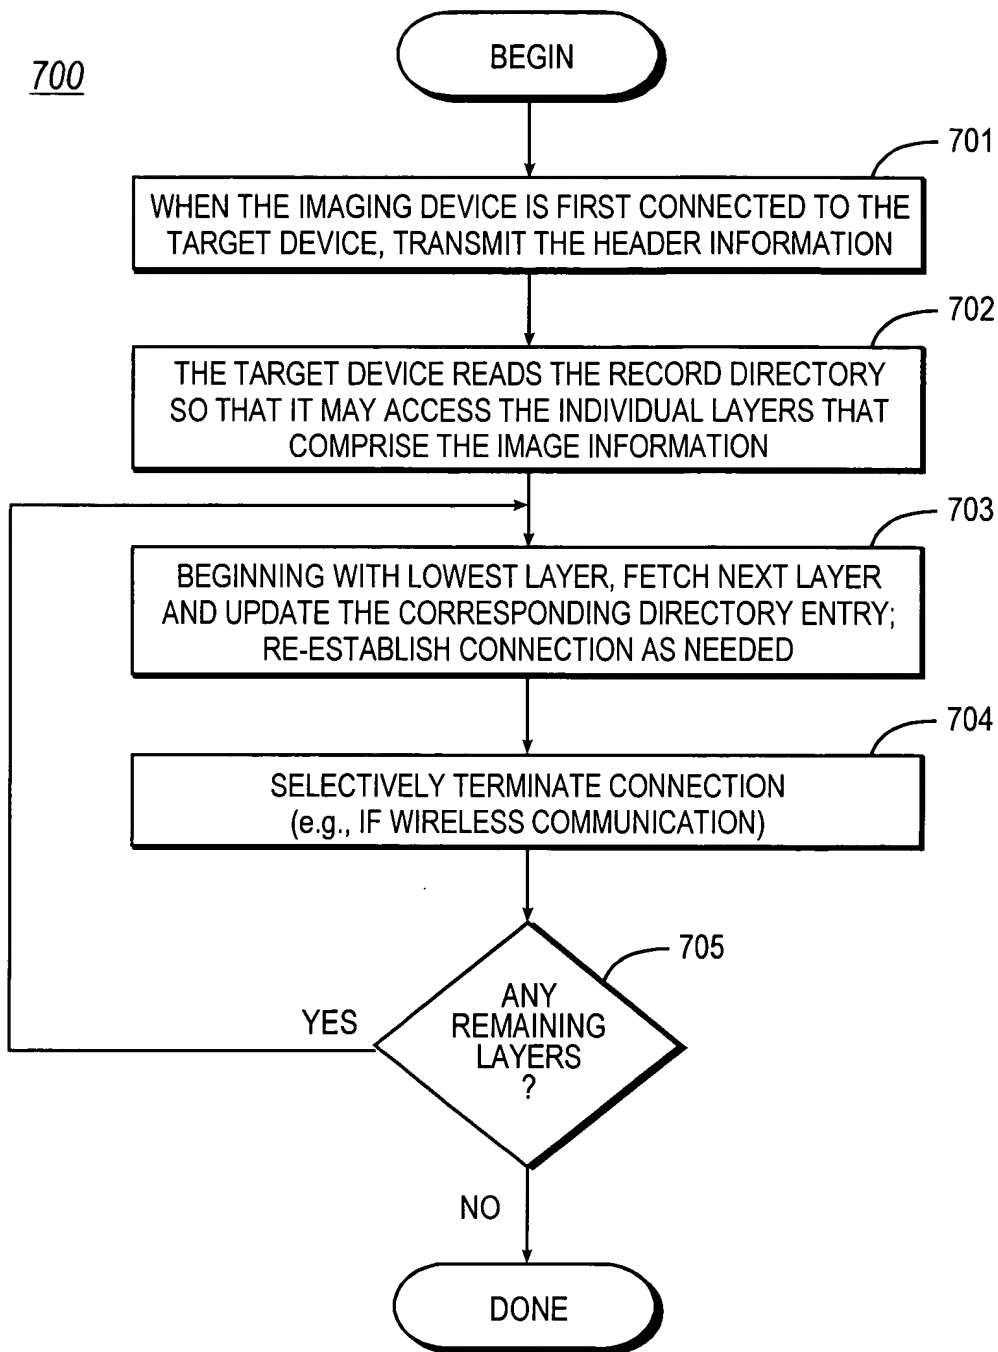 700
BEGIN
701
WHEN THE IMAGING DEVICE IS FIRST CONNECTED TO THE
TARGET DEVICE, TRANSMIT THE HEADER INFORMATION
702
THE TARGET DEVICE READS THE RECORD DIRECTORY
SO THAT IT MAY ACCESS THE INDIVIDUAL LAYERS THAT
COMPRISE THE IMAGE INFORMATION
703
BEGINNING WITH LOWEST LAYER, FETCH NEXT LAYER
AND UPDATE THE CORRESPONDING DIRECTORY ENTRY;
RE-ESTABLISH CONNECTION AS NEEDED
704
SELECTIVELY TERMINATE CONNECTION
(e.g., IF WIRELESS COMMUNICATION)
705
ANY
REMAINING
LAYERS
?
YES
NO
DONE